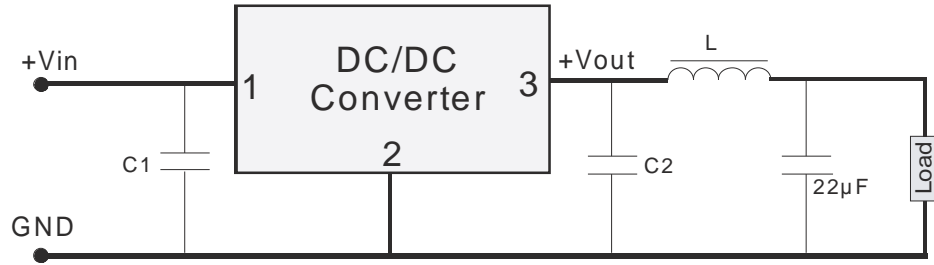 DC/DC
Converter
+Vin
1
2
3
+Vout
L
C1
C2
22µF
Load
GND